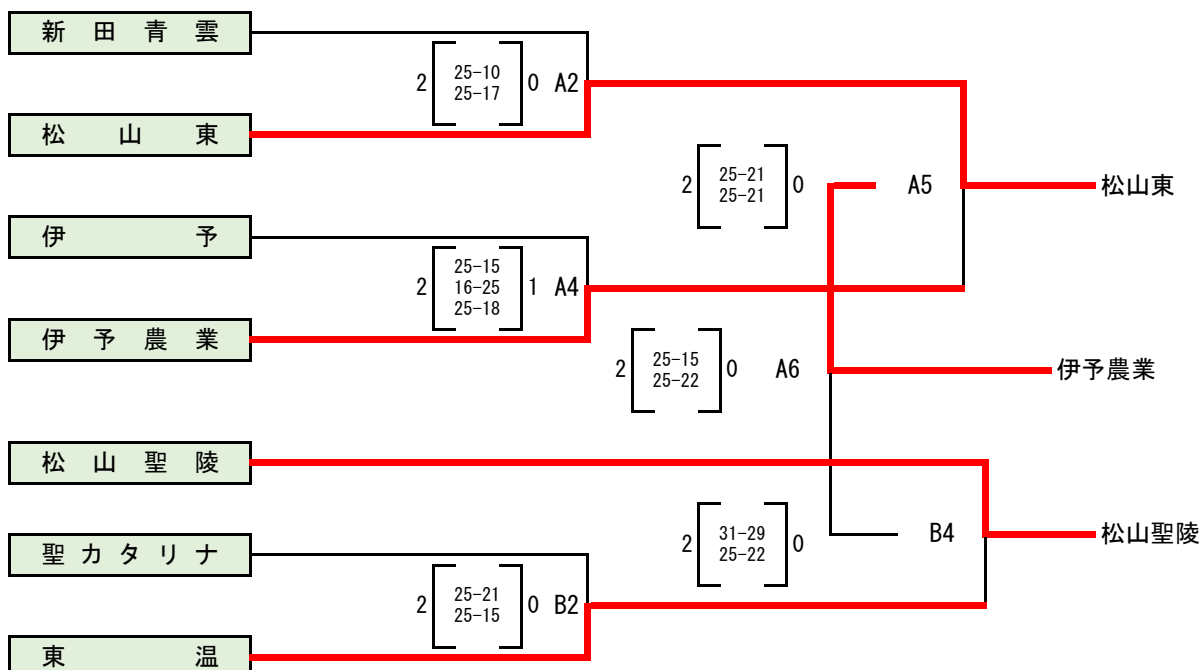 新田青雲
2 25-10 0 A2
25-17
松山東
2 25-21 0 A5 松山東
25-21
伊予
25-15
2 16-25 1 A4
25-18
伊予農業
2 25-15 0 A6 伊予農業
25-22
松山聖陵
2 31-29 0 B4 松山聖陵
25-22
聖カタリナ
2 25-21 0 B2
25-15
東温